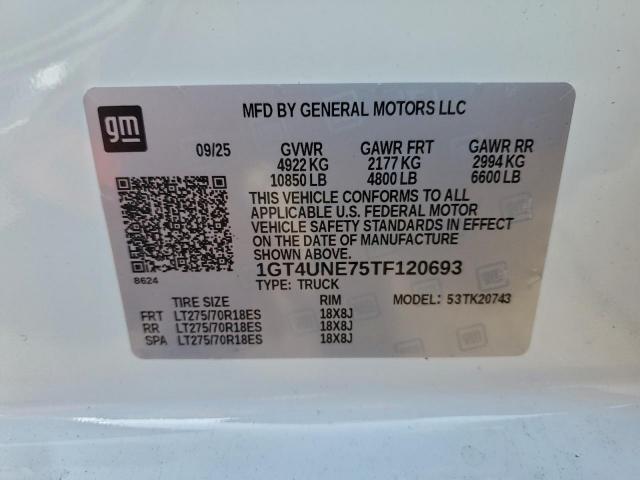 gm
MFD BY GENERAL MOTORS LLC
09/25 GVWR GAWR FRT GAWR RR
4922 KG 2177 KG 2994 KG
10850 LB 4800 LB 6600 LB
THIS VEHICLE CONFORMS TO ALL
APPLICABLE U.S. FEDERAL MOTOR
VEHICLE SAFETY STANDARDS IN EFFECT
ON THE DATE OF MANUFACTURE
SHOWN ABOVE.
8624
1GT4UNE75TF120693
TYPE: TRUCK
TIRE SIZE RIM MODEL: 53TK20743
FRT LT275/70R18ES 18X8J
RR LT275/70R18ES 18X8J
SPA LT275/70R18ES 18X8J